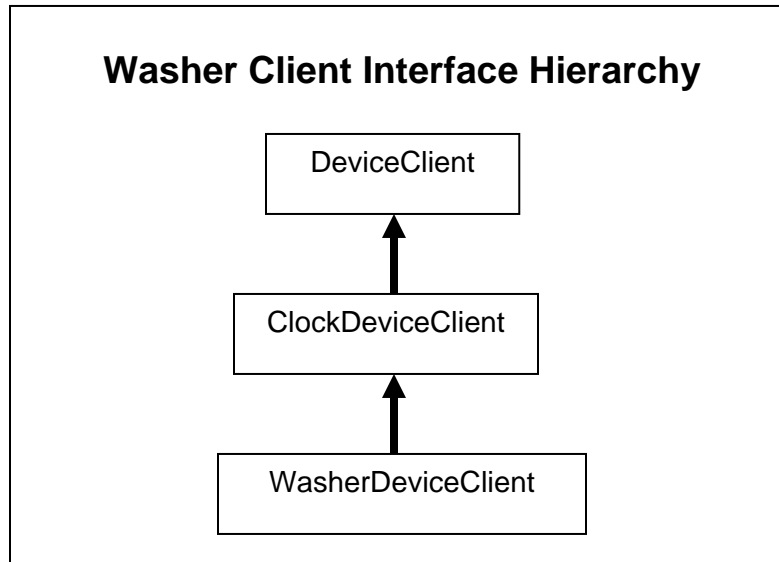 Washer Client Interface Hierarchy
DeviceClient
ClockDeviceClient
WasherDeviceClient